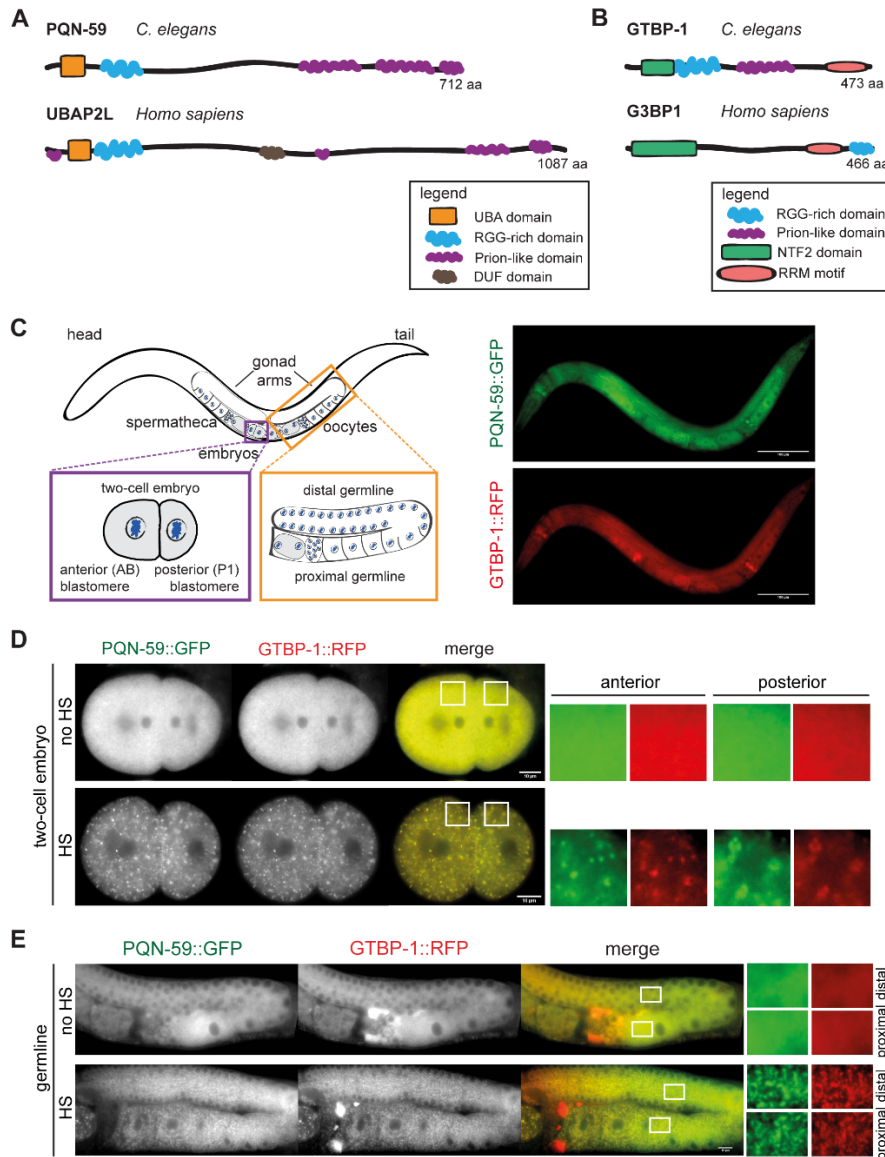 A
PQN-59 C. elegans
712 aa
UBAP2L Homo sapiens
1087 aa
legend
UBA domain
RGG-rich domain
Prion-like domain
DUF domain
B
GTBP-1 C. elegans
473 aa
G3BP1 Homo sapiens
466 aa
legend
RGG-rich domain
Prion-like domain
NTF2 domain
RRM motif
C
head
tail
gonad
arms
spermatheca
oocytes
embryos
two-cell embryo
anterior (AB)
blastomere
posterior (P1)
blastomere
distal germline
proximal germline
PQN-59::GFP
GTBP-1::RFP
D
PQN-59::GFP GTBP-1::RFP merge
anterior posterior
two-cell embryo
no HS
10 μm
HS
10 μm
E
PQN-59::GFP GTBP-1::RFP merge
germline
no HS
proximal distal
HS
proximal distal